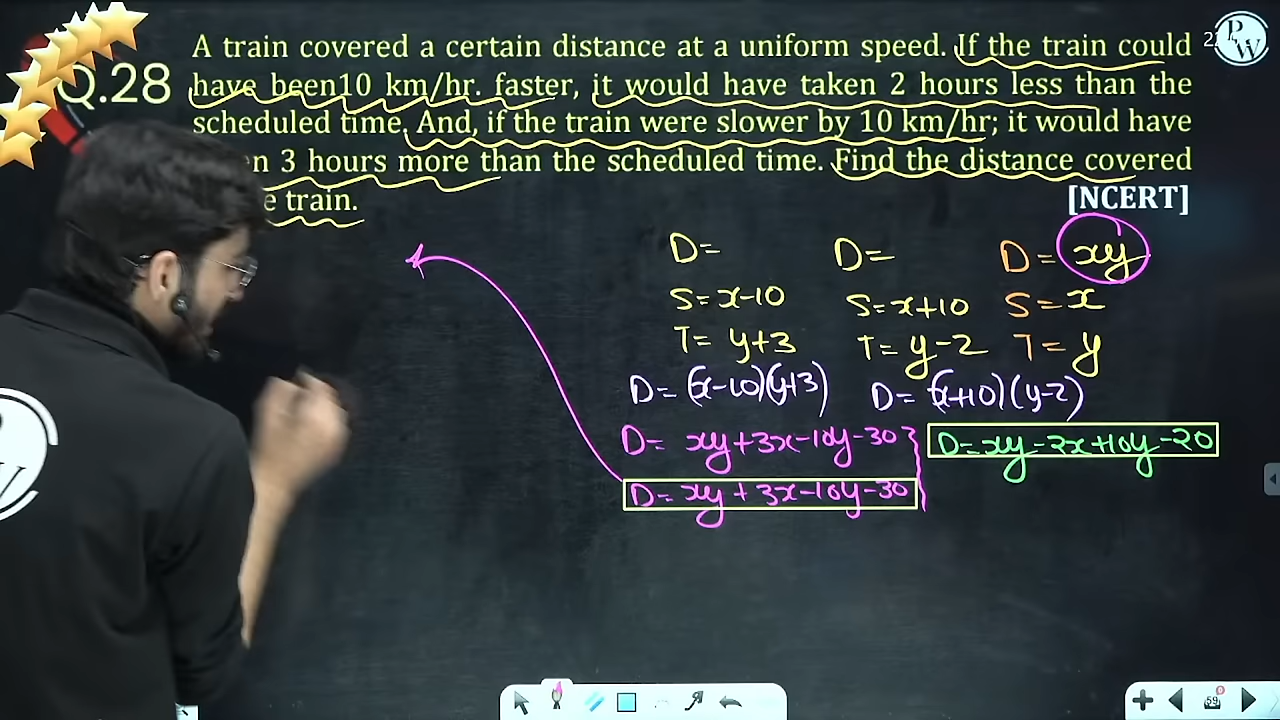 Q.28
A train covered a certain distance at a uniform speed. If the train could
have been10 km/hr. faster, it would have taken 2 hours less than the
scheduled time. And, if the train were slower by 10 km/hr; it would have
n 3 hours more than the scheduled time. Find the distance covered
e train.
[NCERT]
PW
D=
D=
D = xy
S = x-10
S = x+10
S = x
T = y+3
T = y-2
T = y
D = (x-10)(y+3)
D = (x+10)(y-2)
D = xy+3x-10y-30
D=xy-2x+10y-20
D = xy + 3x-10y-30
W
59